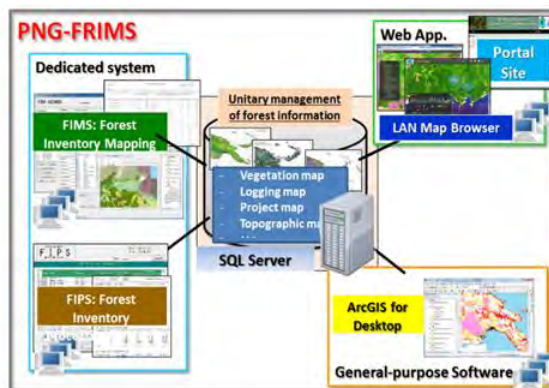 PNG-FRIMS
Dedicated system
FIMS: Forest
Inventory Mapping
FIPS
FIPS: Forest
Inventory
Unitary management
of forest information
- Vegetation map
- Logging map
- Project map
- Topographic ma
SQL Server
Web App.
Portal
Site
LAN Map Browser
ArcGIS for
Desktop
General-purpose Software